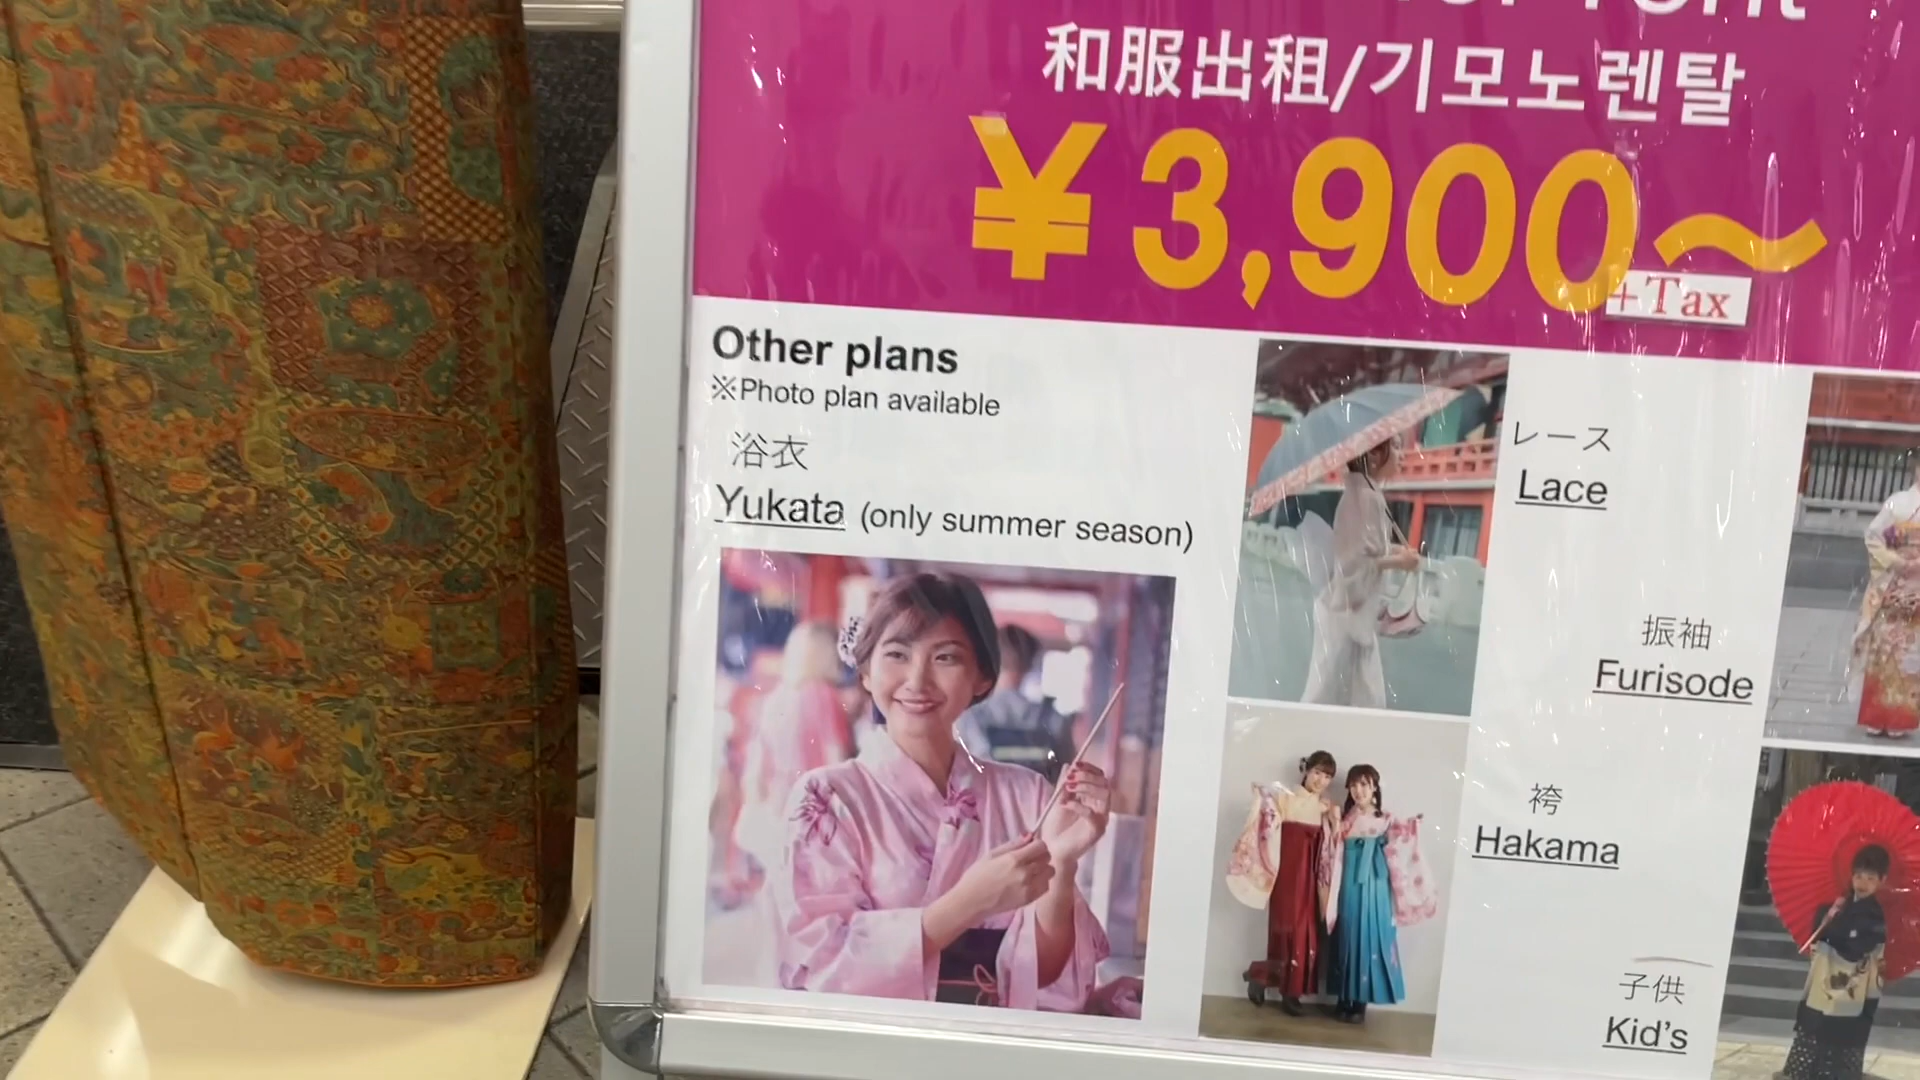 rent
和服出租/기모노렌탈
¥3,900～
+Tax
Other plans
※Photo plan available
浴衣
Yukata (only summer season)
レース
Lace
振袖
Furisode
袴
Hakama
子供
Kid's